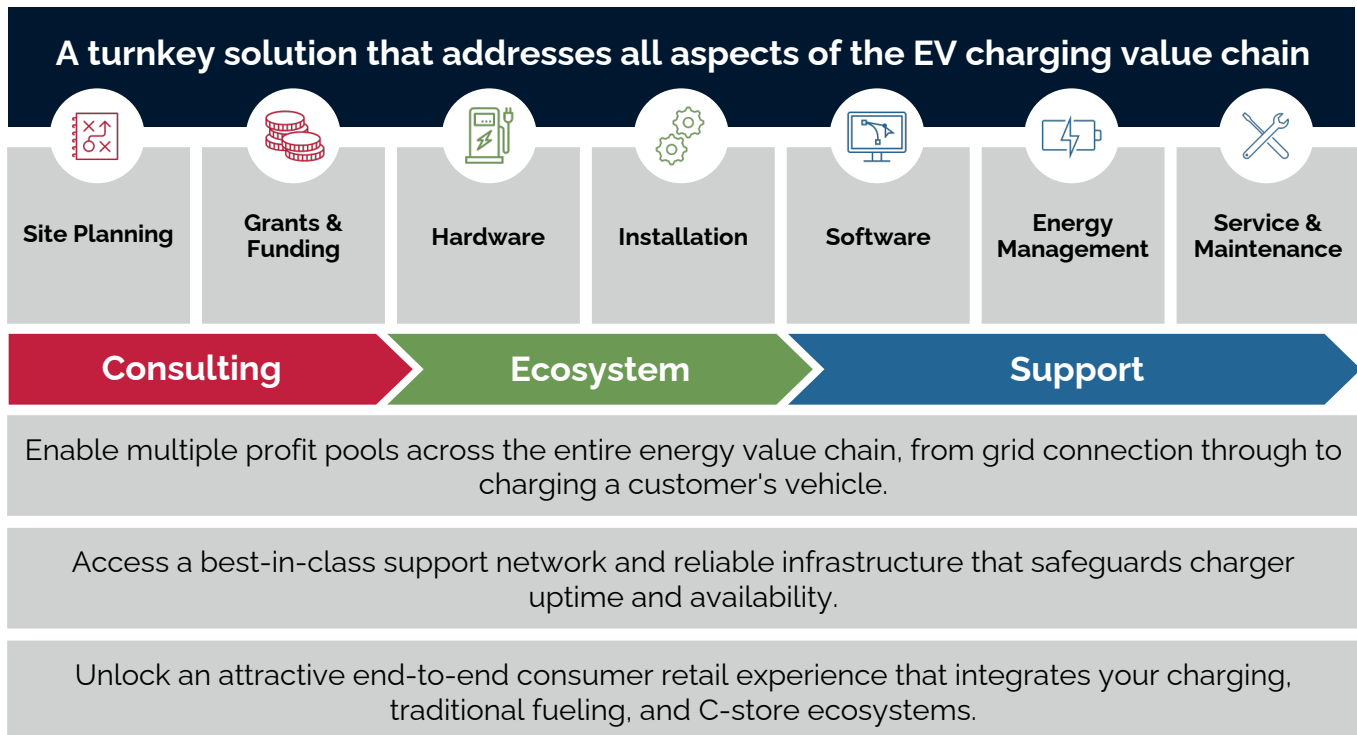 A turnkey solution that addresses all aspects of the EV charging value chain
Site Planning
Grants &
Funding
Hardware
Installation
Software
Energy
Management
Service &
Maintenance
Consulting
Ecosystem
Support
Enable multiple profit pools across the entire energy value chain, from grid connection through to
charging a customer's vehicle.
Access a best-in-class support network and reliable infrastructure that safeguards charger
uptime and availability.
Unlock an attractive end-to-end consumer retail experience that integrates your charging,
traditional fueling, and C-store ecosystems.